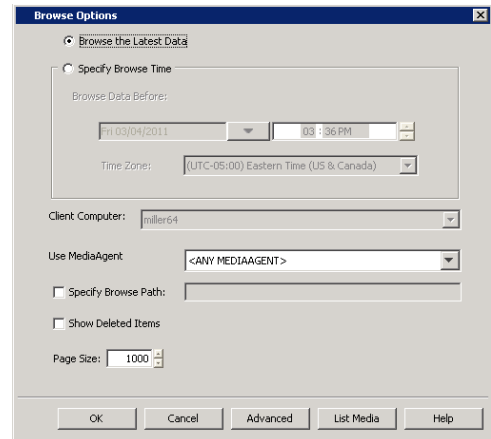 Browse Options
Browse the Latest Data
Specify Browse Time
Browse Data Before:
Fri 03/04/2011 03 : 36 PM
Time Zone: (UTC-05:00) Eastern Time (US & Canada)
Client Computer: miller64
Use MediaAgent <ANY MEDIAAGENT>
Specify Browse Path:
Show Deleted Items
Page Size: 1000
OK Cancel Advanced List Media Help